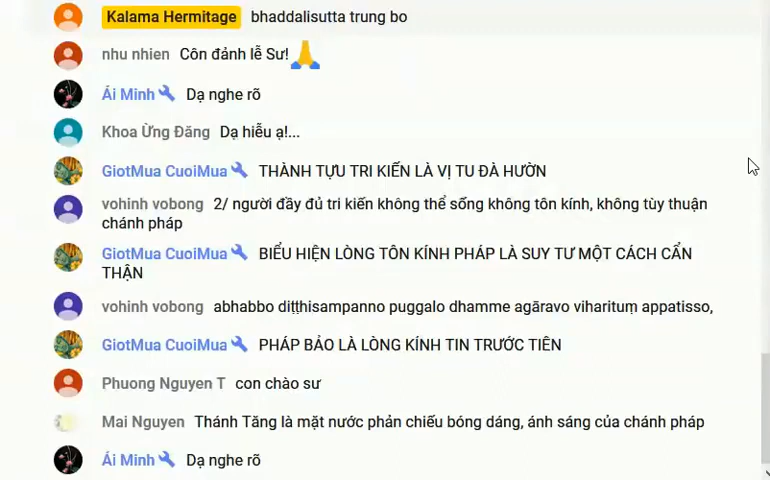 Kalama Hermitage bhaddalisutta trung bo
nhu nhien Côn đảnh lễ Sư!🙏
Ái Minh Dạ nghe rõ
Khoa Ừng Đăng Dạ hiễu ạ!...
GiotMua CuoiMua THÀNH TỰU TRI KIẾN LÀ VỊ TU ĐÀ HƯỜN
vohinh vobong 2/ người đầy đủ tri kiến không thể sống không tôn kính, không tùy thuận
chánh pháp
GiotMua CuoiMua BIỂU HIỆN LÒNG TÔN KÍNH PHÁP LÀ SUY TƯ MỘT CÁCH CẨN
THẬN
vohinh vobong abhabbo diṭṭhisampanno puggalo dhamme agāravo viharituṃ appatisso,
GiotMua CuoiMua PHÁP BẢO LÀ LÒNG KÍNH TIN TRƯỚC TIÊN
Phuong Nguyen T con chào sư
Mai Nguyen Thánh Tăng là mặt nước phản chiếu bóng dáng, ánh sáng của chánh pháp
Ái Minh Dạ nghe rõ